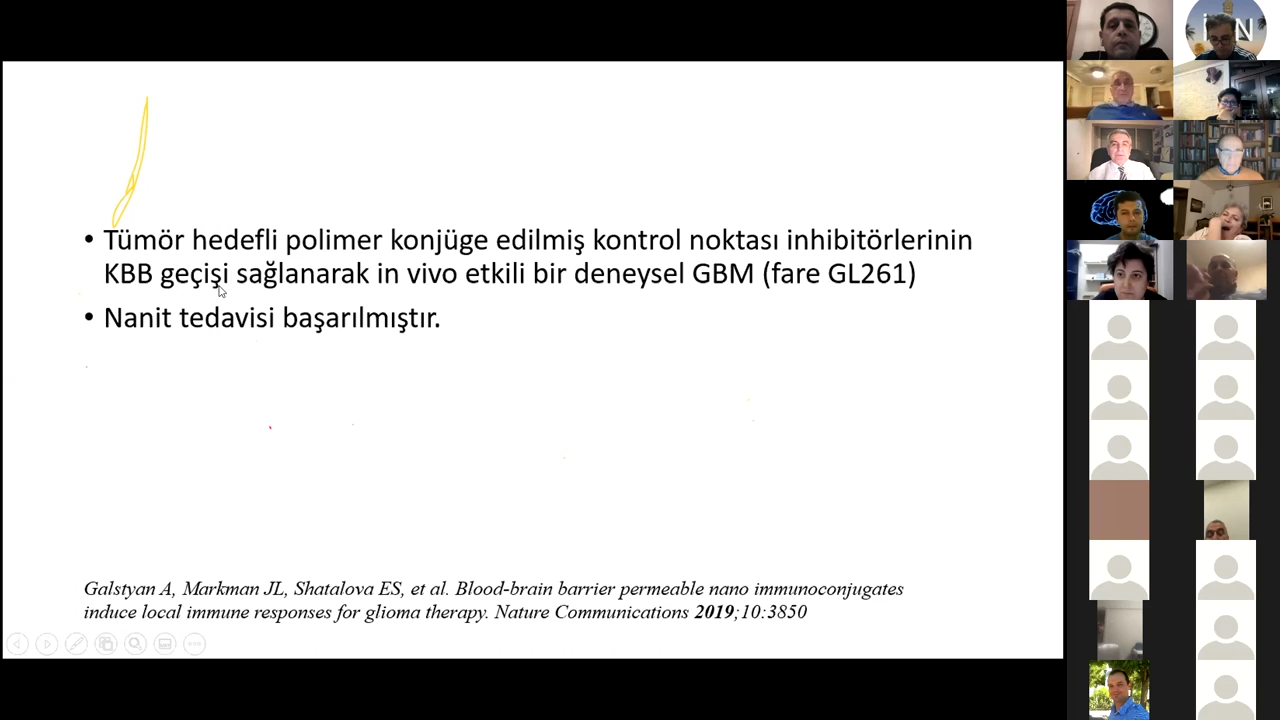 • Tümör hedefli polimer konjüge edilmiş kontrol noktası inhibitörlerinin
KBB geçişi sağlanarak in vivo etkili bir deneysel GBM (fare GL261)
• Nanit tedavisi başarılmıştır.
Galstyan A, Markman JL, Shatalova ES, et al. Blood-brain barrier permeable nano immunoconjugates
induce local immune responses for glioma therapy. Nature Communications 2019;10:3850